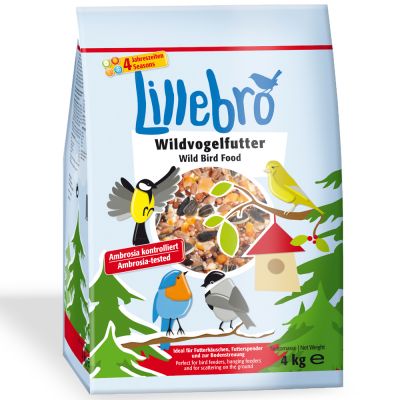 4 Jahreszeiten
Seasons
Lillebro
Wildvogelfutter
Wild Bird Food
Ambrosia kontrolliert
Ambrosia-tested
Ideal für Futterhäuschen, Futterspender
und zur Bodenstreuung
Perfect for bird feeders, hanging feeders
and for scattering on the ground
Net Weight
4 kg e